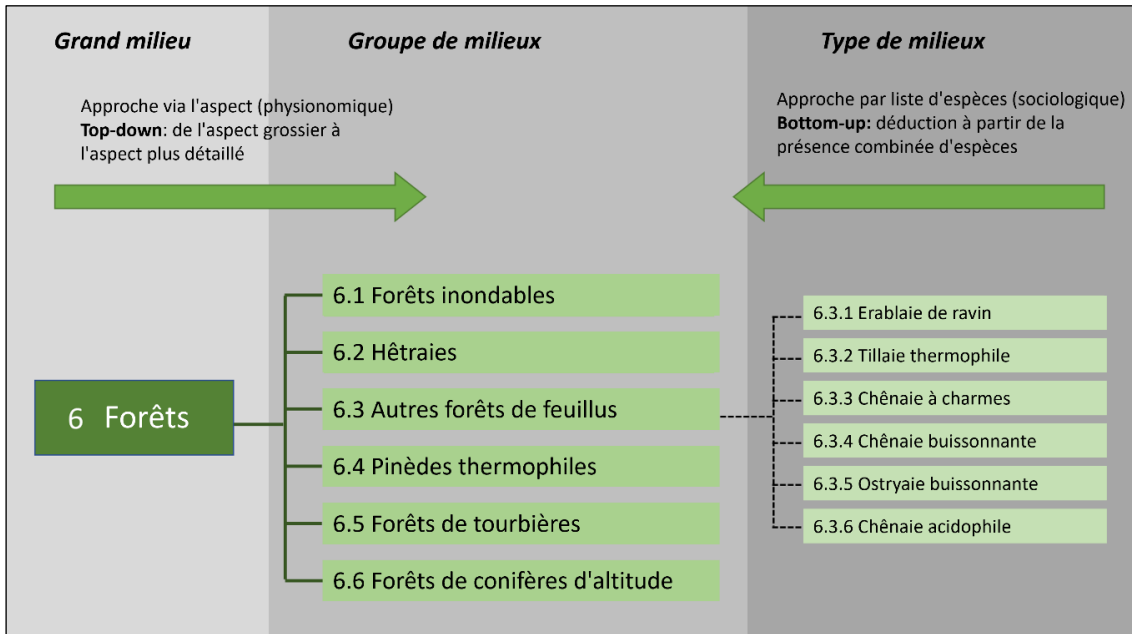 Grand milieu
Groupe de milieux
Type de milieux
Approche via l'aspect (physionomique)
Top-down: de l'aspect grossier à
l'aspect plus détaillé
Approche par liste d'espèces (sociologique)
Bottom-up: déduction à partir de la
présence combinée d'espèces
6 Forêts
6.1 Forêts inondables
6.2 Hêtraies
6.3 Autres forêts de feuillus
6.4 Pinèdes thermophiles
6.5 Forêts de tourbières
6.6 Forêts de conifères d'altitude
6.3.1 Erablaie de ravin
6.3.2 Tillaie thermophile
6.3.3 Chênaie à charmes
6.3.4 Chênaie buissonnante
6.3.5 Ostryaie buissonnante
6.3.6 Chênaie acidophile